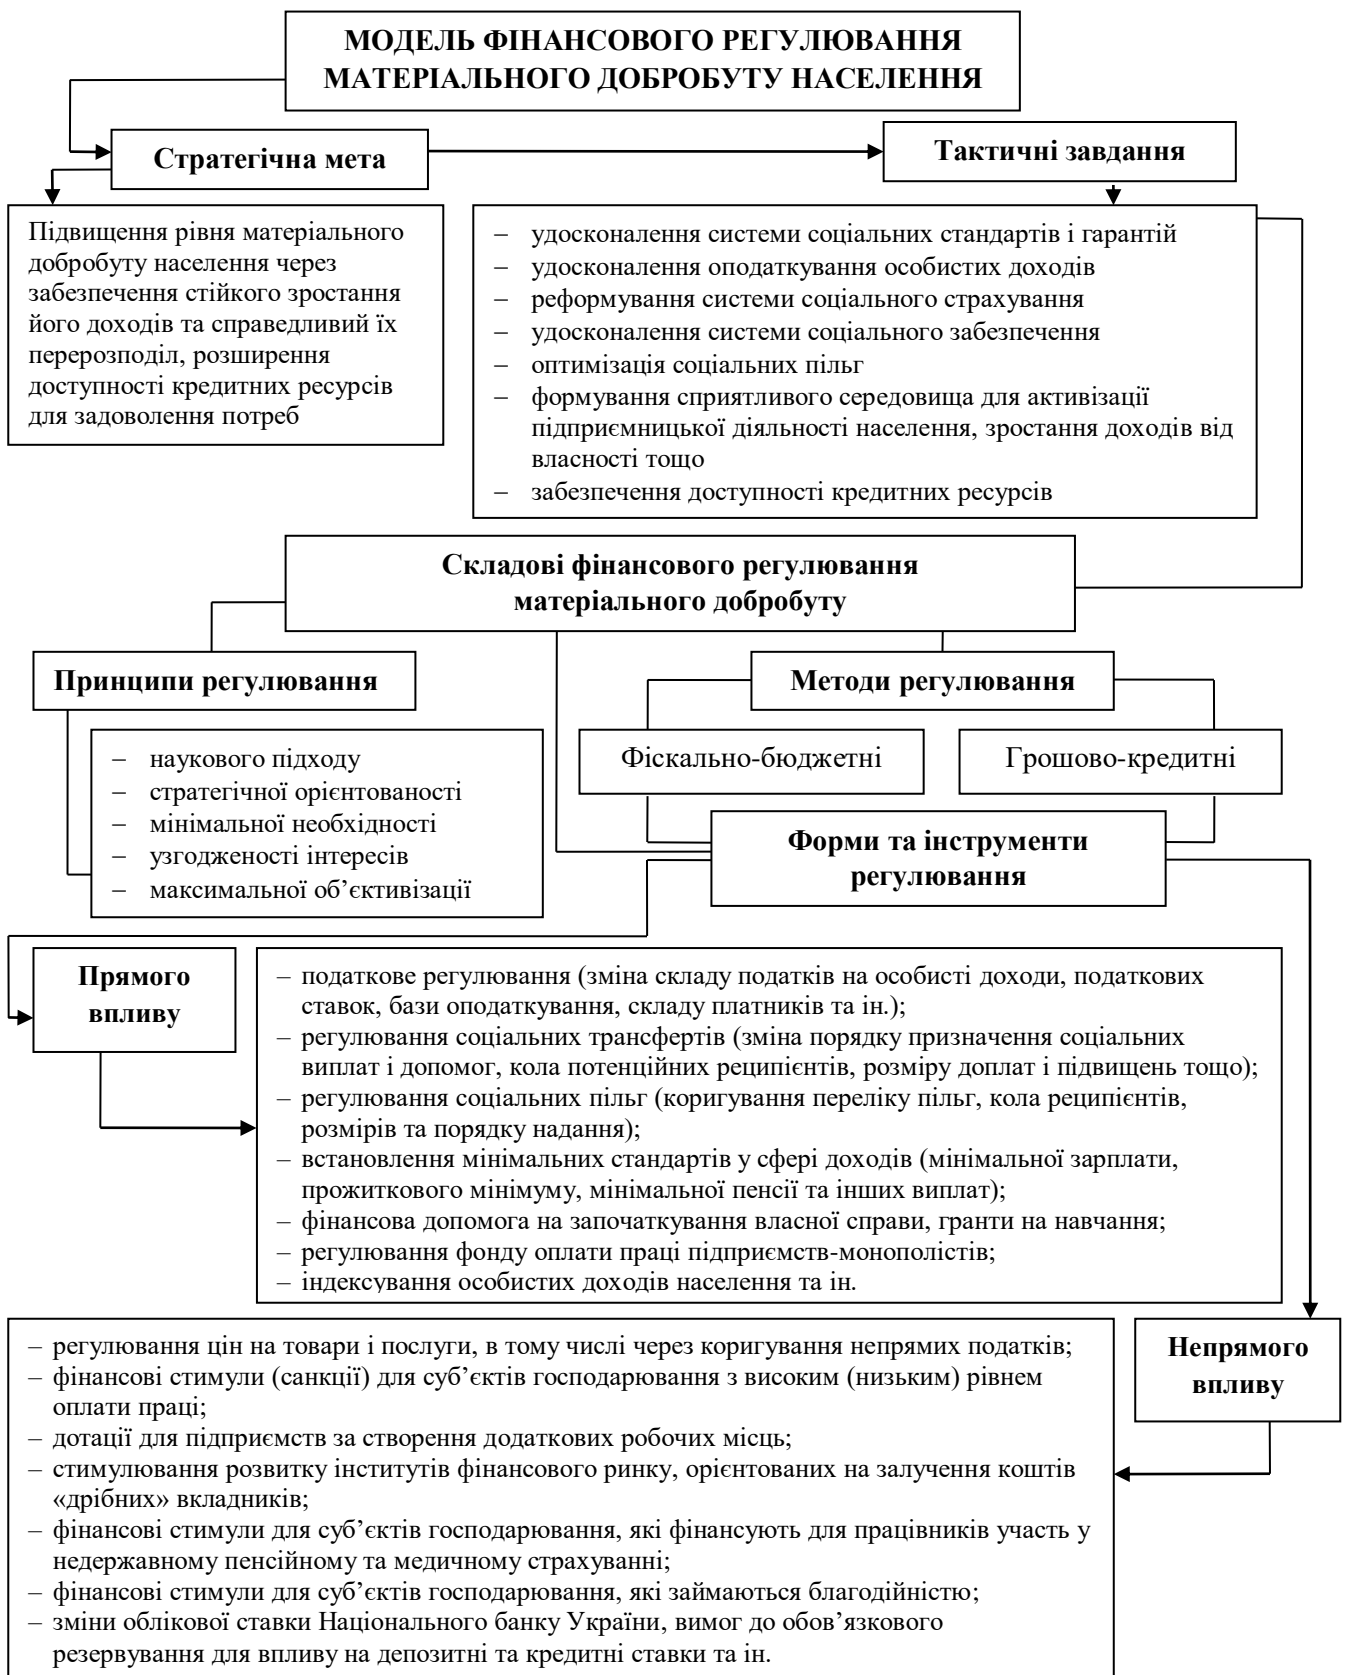 МОДЕЛЬ ФІНАНСОВОГО РЕГУЛЮВАННЯ
МАТЕРІАЛЬНОГО ДОБРОБУТУ НАСЕЛЕННЯ
Стратегічна мета
Тактичні завдання
Підвищення рівня матеріального
добробуту населення через
забезпечення стійкого зростання
його доходів та справедливий їх
перерозподіл, розширення
доступності кредитних ресурсів
для задоволення потреб
– удосконалення системи соціальних стандартів і гарантій
– удосконалення оподаткування особистих доходів
– реформування системи соціального страхування
– удосконалення системи соціального забезпечення
– оптимізація соціальних пільг
– формування сприятливого середовища для активізації
підприємницької діяльності населення, зростання доходів від
власності тощо
– забезпечення доступності кредитних ресурсів
Складові фінансового регулювання
матеріального добробуту
Принципи регулювання
Методи регулювання
– наукового підходу
– стратегічної орієнтованості
– мінімальної необхідності
– узгодженості інтересів
– максимальної об’єктивізації
Фіскально-бюджетні
Грошово-кредитні
Форми та інструменти
регулювання
Прямого
впливу
– податкове регулювання (зміна складу податків на особисті доходи, податкових
ставок, бази оподаткування, складу платників та ін.);
– регулювання соціальних трансфертів (зміна порядку призначення соціальних
виплат і допомог, кола потенційних реципієнтів, розміру доплат і підвищень тощо);
– регулювання соціальних пільг (коригування переліку пільг, кола реципієнтів,
розмірів та порядку надання);
– встановлення мінімальних стандартів у сфері доходів (мінімальної зарплати,
прожиткового мінімуму, мінімальної пенсії та інших виплат);
– фінансова допомога на започаткування власної справи, гранти на навчання;
– регулювання фонду оплати праці підприємств-монополістів;
– індексування особистих доходів населення та ін.
– регулювання цін на товари і послуги, в тому числі через коригування непрямих податків;
– фінансові стимули (санкції) для суб’єктів господарювання з високим (низьким) рівнем
оплати праці;
– дотації для підприємств за створення додаткових робочих місць;
– стимулювання розвитку інститутів фінансового ринку, орієнтованих на залучення коштів
«дрібних» вкладників;
– фінансові стимули для суб’єктів господарювання, які фінансують для працівників участь у
недержавному пенсійному та медичному страхуванні;
– фінансові стимули для суб’єктів господарювання, які займаються благодійністю;
– зміни облікової ставки Національного банку України, вимог до обов’язкового
резервування для впливу на депозитні та кредитні ставки та ін.
Непрямого
впливу